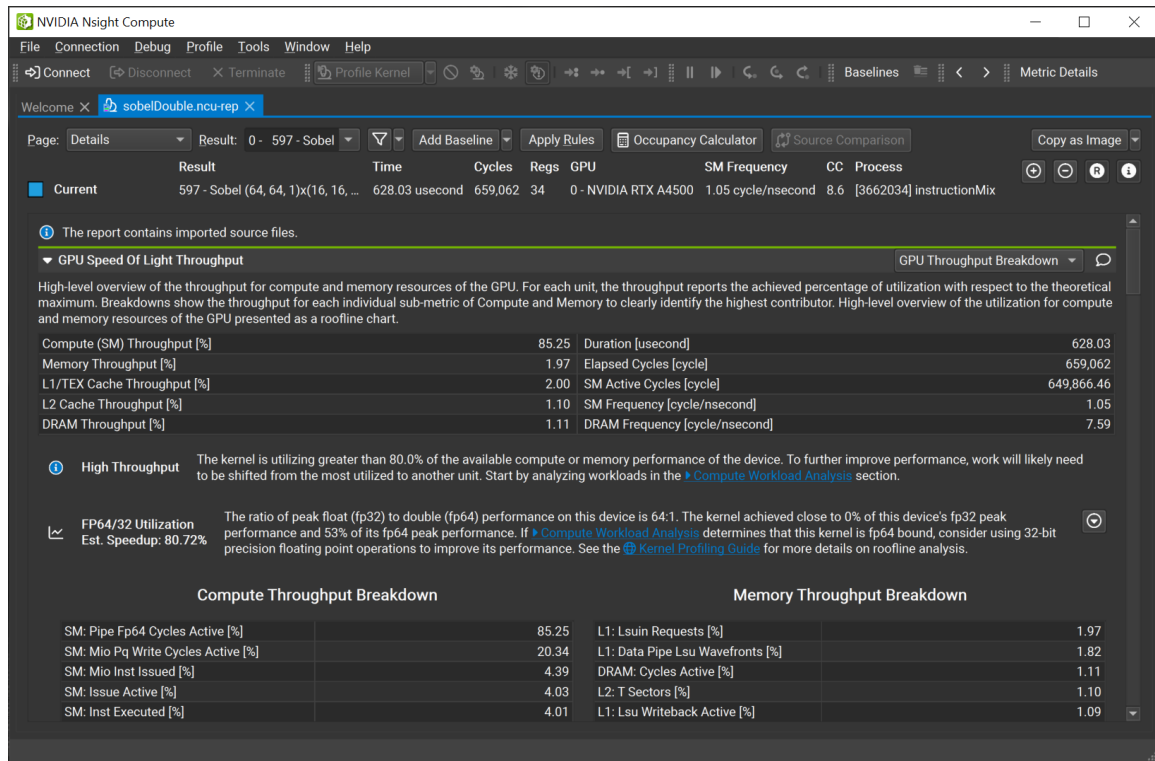 NVIDIA Nsight Compute
File Connection Debug Profile Tools Window Help
Connect Disconnect Terminate Profile Kernel Baselines Metric Details
Welcome sobelDouble.ncu-rep
Page: Details Result: 0 - 597 - Sobel Add Baseline Apply Rules Occupancy Calculator Source Comparison Copy as Image
Result Time Cycles Regs GPU SM Frequency CC Process
Current 597 - Sobel (64, 64, 1)x(16, 16, ... 628.03 usecond 659,062 34 0 - NVIDIA RTX A4500 1.05 cycle/nsecond 8.6 [3662034] instructionMix
The report contains imported source files.
GPU Speed Of Light Throughput GPU Throughput Breakdown
High-level overview of the throughput for compute and memory resources of the GPU. For each unit, the throughput reports the achieved percentage of utilization with respect to the theoretical
maximum. Breakdowns show the throughput for each individual sub-metric of Compute and Memory to clearly identify the highest contributor. High-level overview of the utilization for compute
and memory resources of the GPU presented as a roofline chart.
Compute (SM) Throughput [%] 85.25 Duration [usecond] 628.03
Memory Throughput [%] 1.97 Elapsed Cycles [cycle] 659,062
L1/TEX Cache Throughput [%] 2.00 SM Active Cycles [cycle] 649,866.46
L2 Cache Throughput [%] 1.10 SM Frequency [cycle/nsecond] 1.05
DRAM Throughput [%] 1.11 DRAM Frequency [cycle/nsecond] 7.59
High Throughput
The kernel is utilizing greater than 80.0% of the available compute or memory performance of the device. To further improve performance, work will likely need
to be shifted from the most utilized to another unit. Start by analyzing workloads in the Compute Workload Analysis section.
FP64/32 Utilization
Est. Speedup: 80.72%
The ratio of peak float (fp32) to double (fp64) performance on this device is 64:1. The kernel achieved close to 0% of this device's fp32 peak
performance and 53% of its fp64 peak performance. If Compute Workload Analysis determines that this kernel is fp64 bound, consider using 32-bit
precision floating point operations to improve its performance. See the Kernel Profiling Guide for more details on roofline analysis.
Compute Throughput Breakdown Memory Throughput Breakdown
SM: Pipe Fp64 Cycles Active [%] 85.25 L1: Lsuin Requests [%] 1.97
SM: Mio Pq Write Cycles Active [%] 20.34 L1: Data Pipe Lsu Wavefronts [%] 1.82
SM: Mio Inst Issued [%] 4.39 DRAM: Cycles Active [%] 1.11
SM: Issue Active [%] 4.03 L2: T Sectors [%] 1.10
SM: Inst Executed [%] 4.01 L1: Lsu Writeback Active [%] 1.09